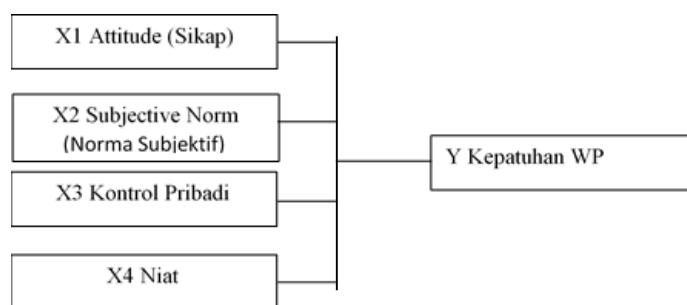 X1 Attitude (Sikap)
X2 Subjective Norm
(Norma Subjektif)
Y Kepatuhan WP
X3 Kontrol Pribadi
X4 Niat